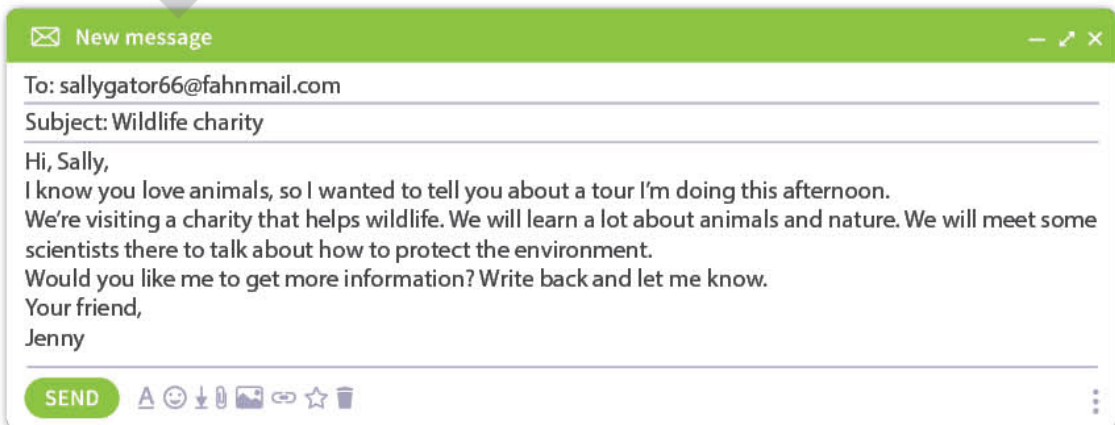 New message
To: sallygator66@fahnmail.com
Subject: Wildlife charity
Hi, Sally,
I know you love animals, so I wanted to tell you about a tour I'm doing this afternoon.
We're visiting a charity that helps wildlife. We will learn a lot about animals and nature. We will meet some
scientists there to talk about how to protect the environment.
Would you like me to get more information? Write back and let me know.
Your friend,
Jenny
SEND A